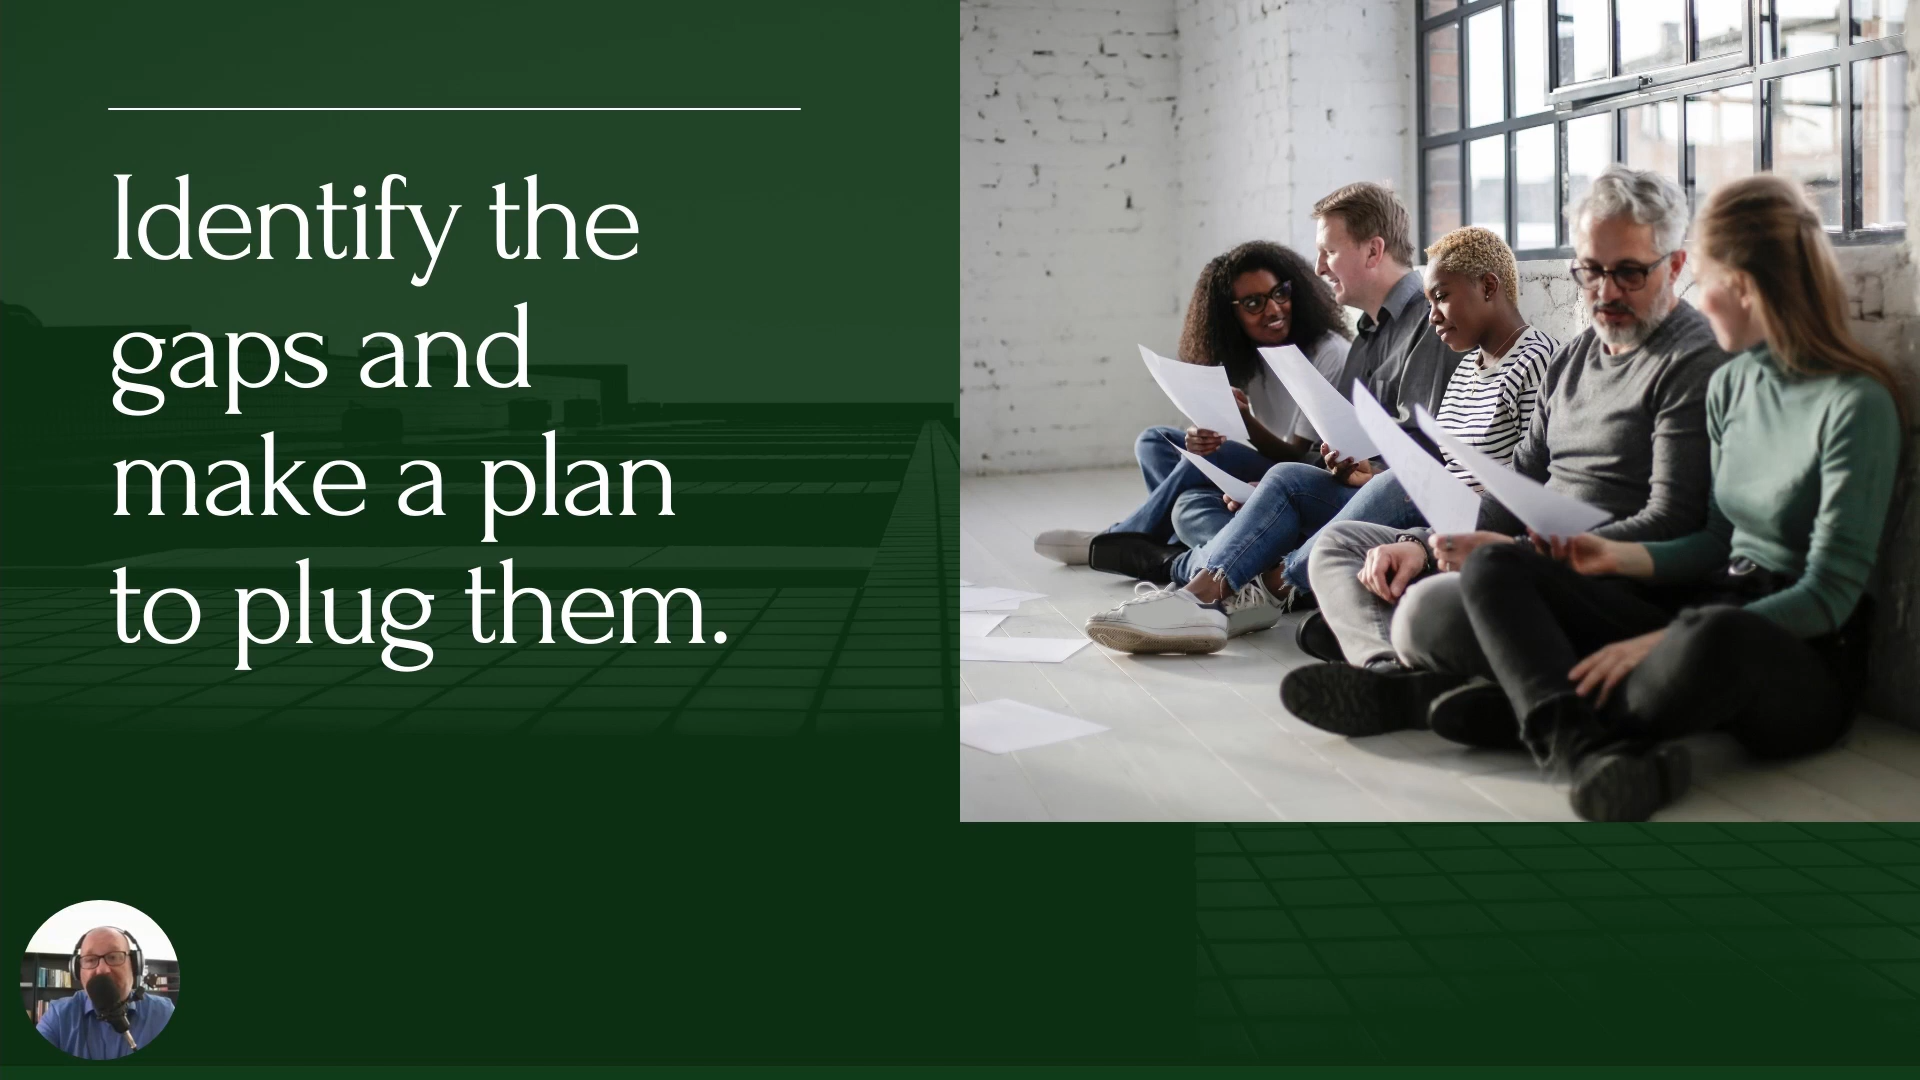 Identify the
gaps and
make a plan
to plug them.